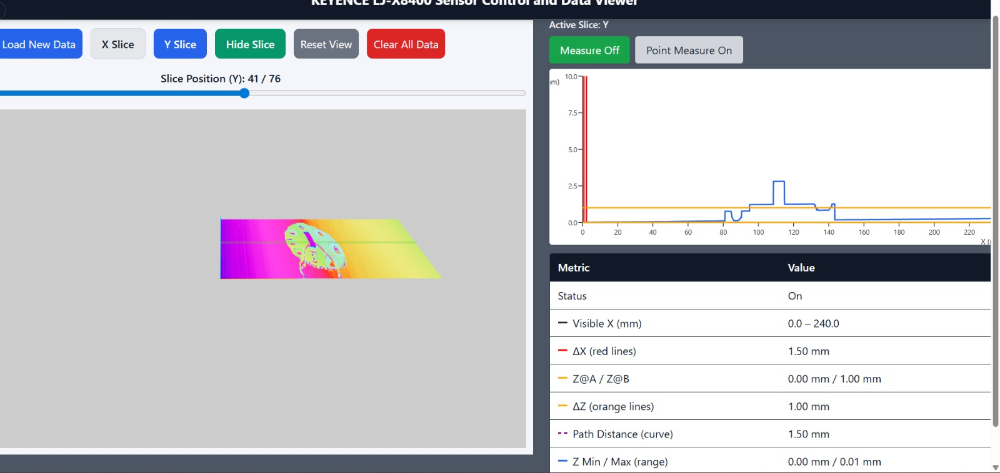 KEYENCE LJ-X8400 Sensor Control and Data Viewer
Load New Data
X Slice
Y Slice
Hide Slice
Reset View
Clear All Data
Slice Position (Y): 41 / 76
Active Slice: Y
Measure Off
Point Measure On
m)
10.0
7.5
5.0
2.5
0.0
0 20 40 60 80 100 120 140 160 180 200 220
X (
Metric Value
Status On
Visible X (mm) 0.0 – 240.0
ΔX (red lines) 1.50 mm
Z@A / Z@B 0.00 mm / 1.00 mm
ΔZ (orange lines) 1.00 mm
Path Distance (curve) 1.50 mm
Z Min / Max (range) 0.00 mm / 0.01 mm